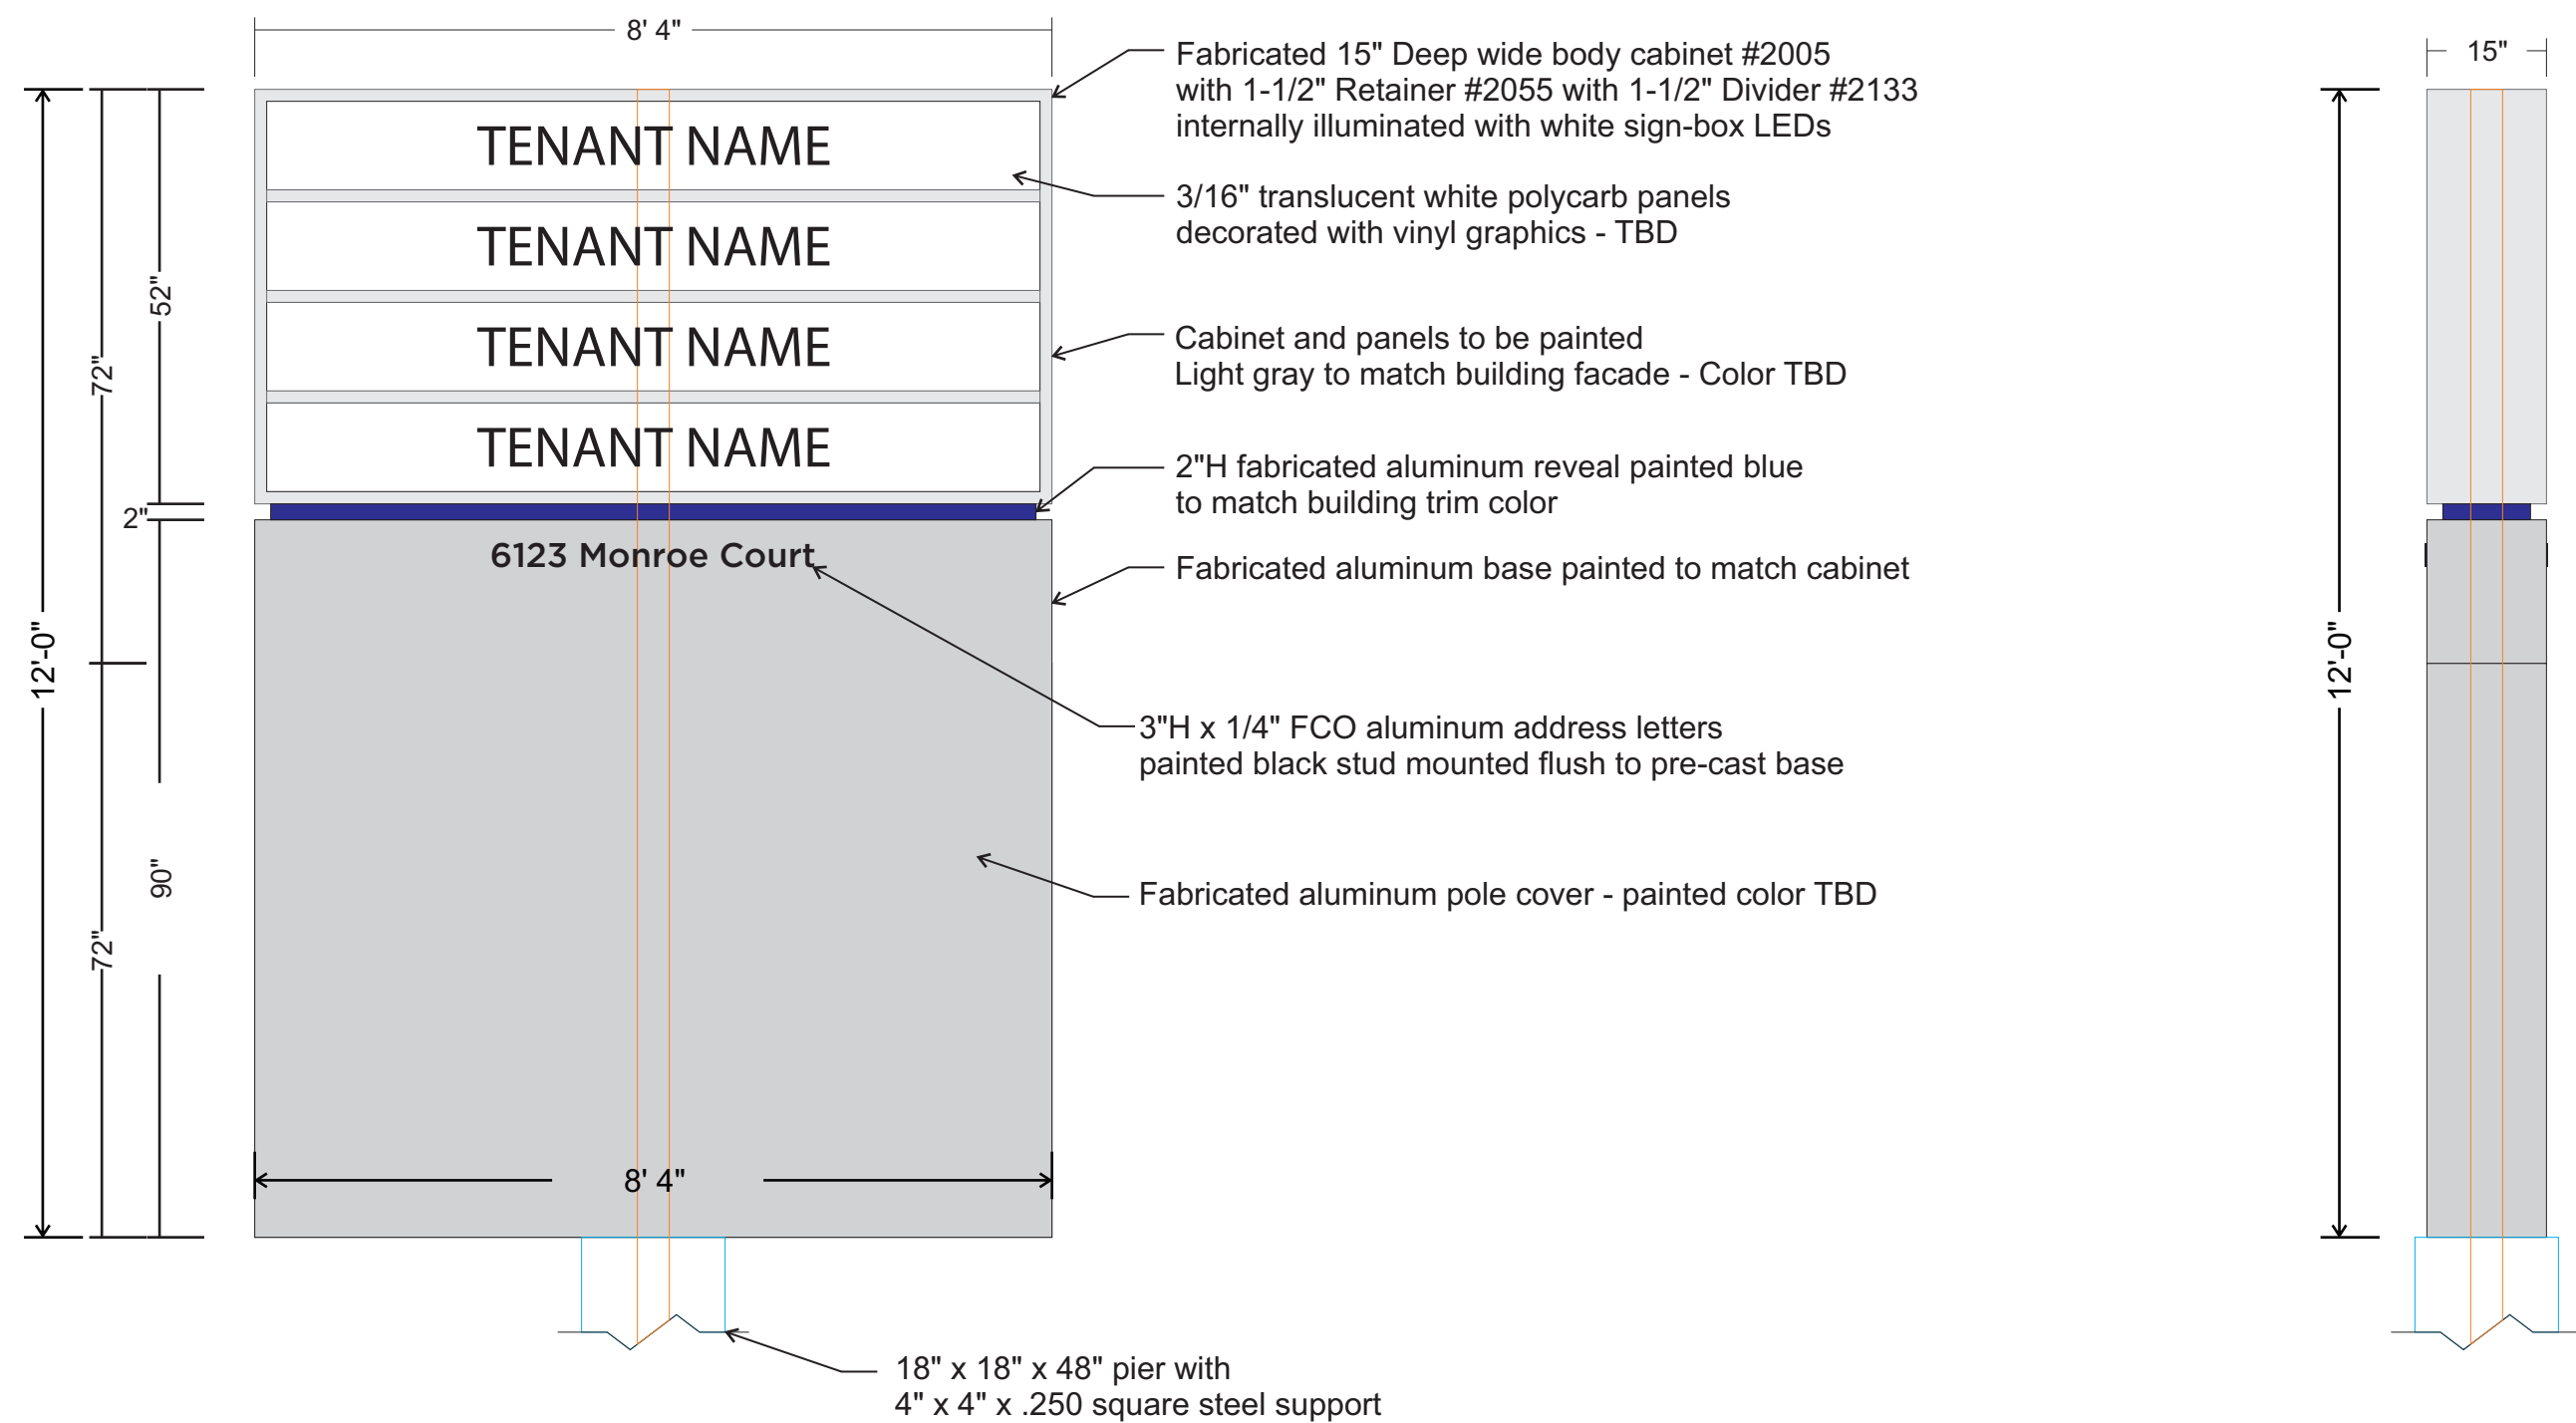 8' 4"
15"
Fabricated 15" Deep wide body cabinet #2005
with 1-1/2" Retainer #2055 with 1-1/2" Divider #2133
internally illuminated with white sign-box LEDs
TENANT NAME
3/16" translucent white polycarb panels
decorated with vinyl graphics - TBD
TENANT NAME
52"
72"
TENANT NAME
Cabinet and panels to be painted
Light gray to match building facade - Color TBD
TENANT NAME
2"H fabricated aluminum reveal painted blue
to match building trim color
2"
6123 Monroe Court
Fabricated aluminum base painted to match cabinet
12'-0"
12'-0"
3"H x 1/4" FCO aluminum address letters
painted black stud mounted flush to pre-cast base
90"
Fabricated aluminum pole cover - painted color TBD
72"
8' 4"
18" x 18" x 48" pier with
4" x 4" x .250 square steel support